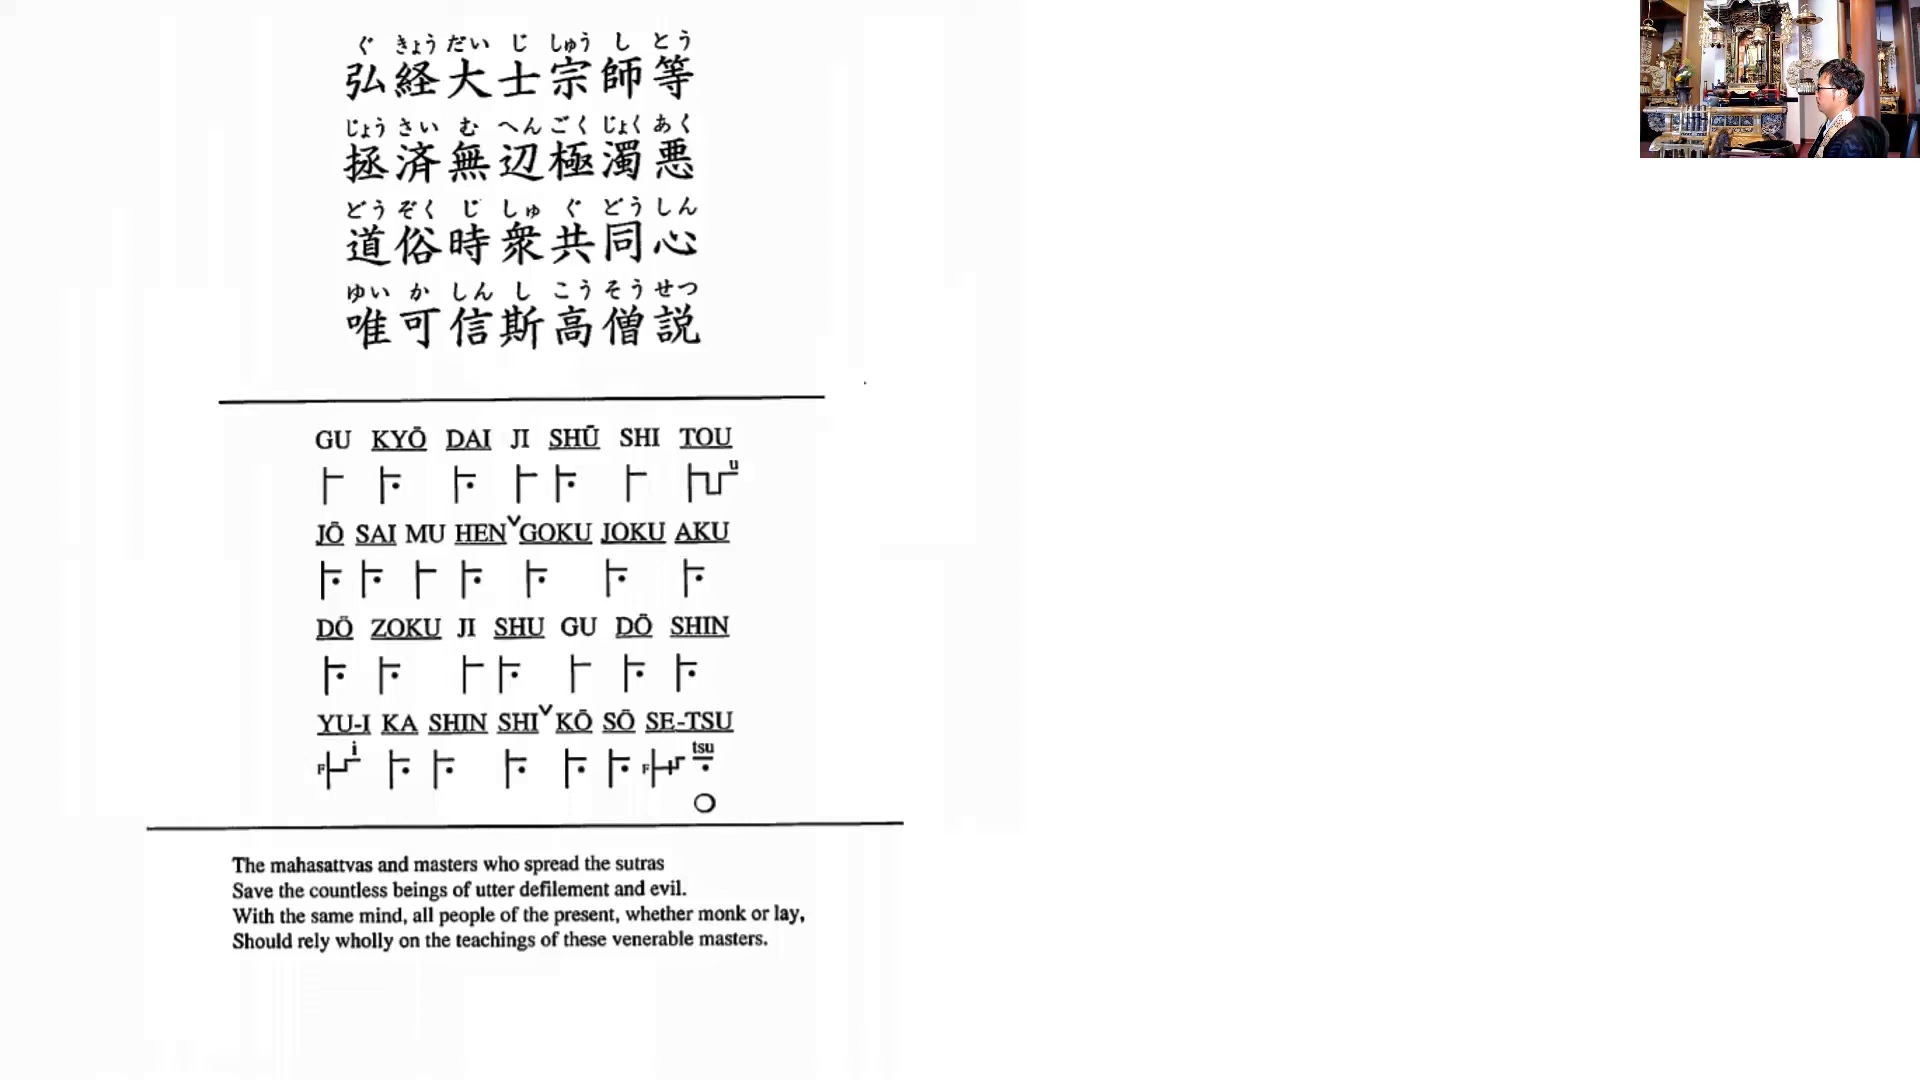 ぐ きょう だい じ しゅう し とう
弘経大士宗師等
じょう さい む へん ごく じょく あく
拯済無辺極濁悪
どう ぞく じ しゅ ぐ どう しん
道俗時衆共同心
ゆい か しん し こう そう せつ
唯可信斯高僧説
GU KYŌ DAI JI SHŪ SHI TOU
u
JŌ SAI MU HEN ˅ GOKU JOKU AKU
DŌ ZOKU JI SHU GU DŌ SHIN
YU-I KA SHIN SHI ˅ KŌ SŌ SE-TSU
F i F tsu
The mahasattvas and masters who spread the sutras
Save the countless beings of utter defilement and evil.
With the same mind, all people of the present, whether monk or lay,
Should rely wholly on the teachings of these venerable masters.